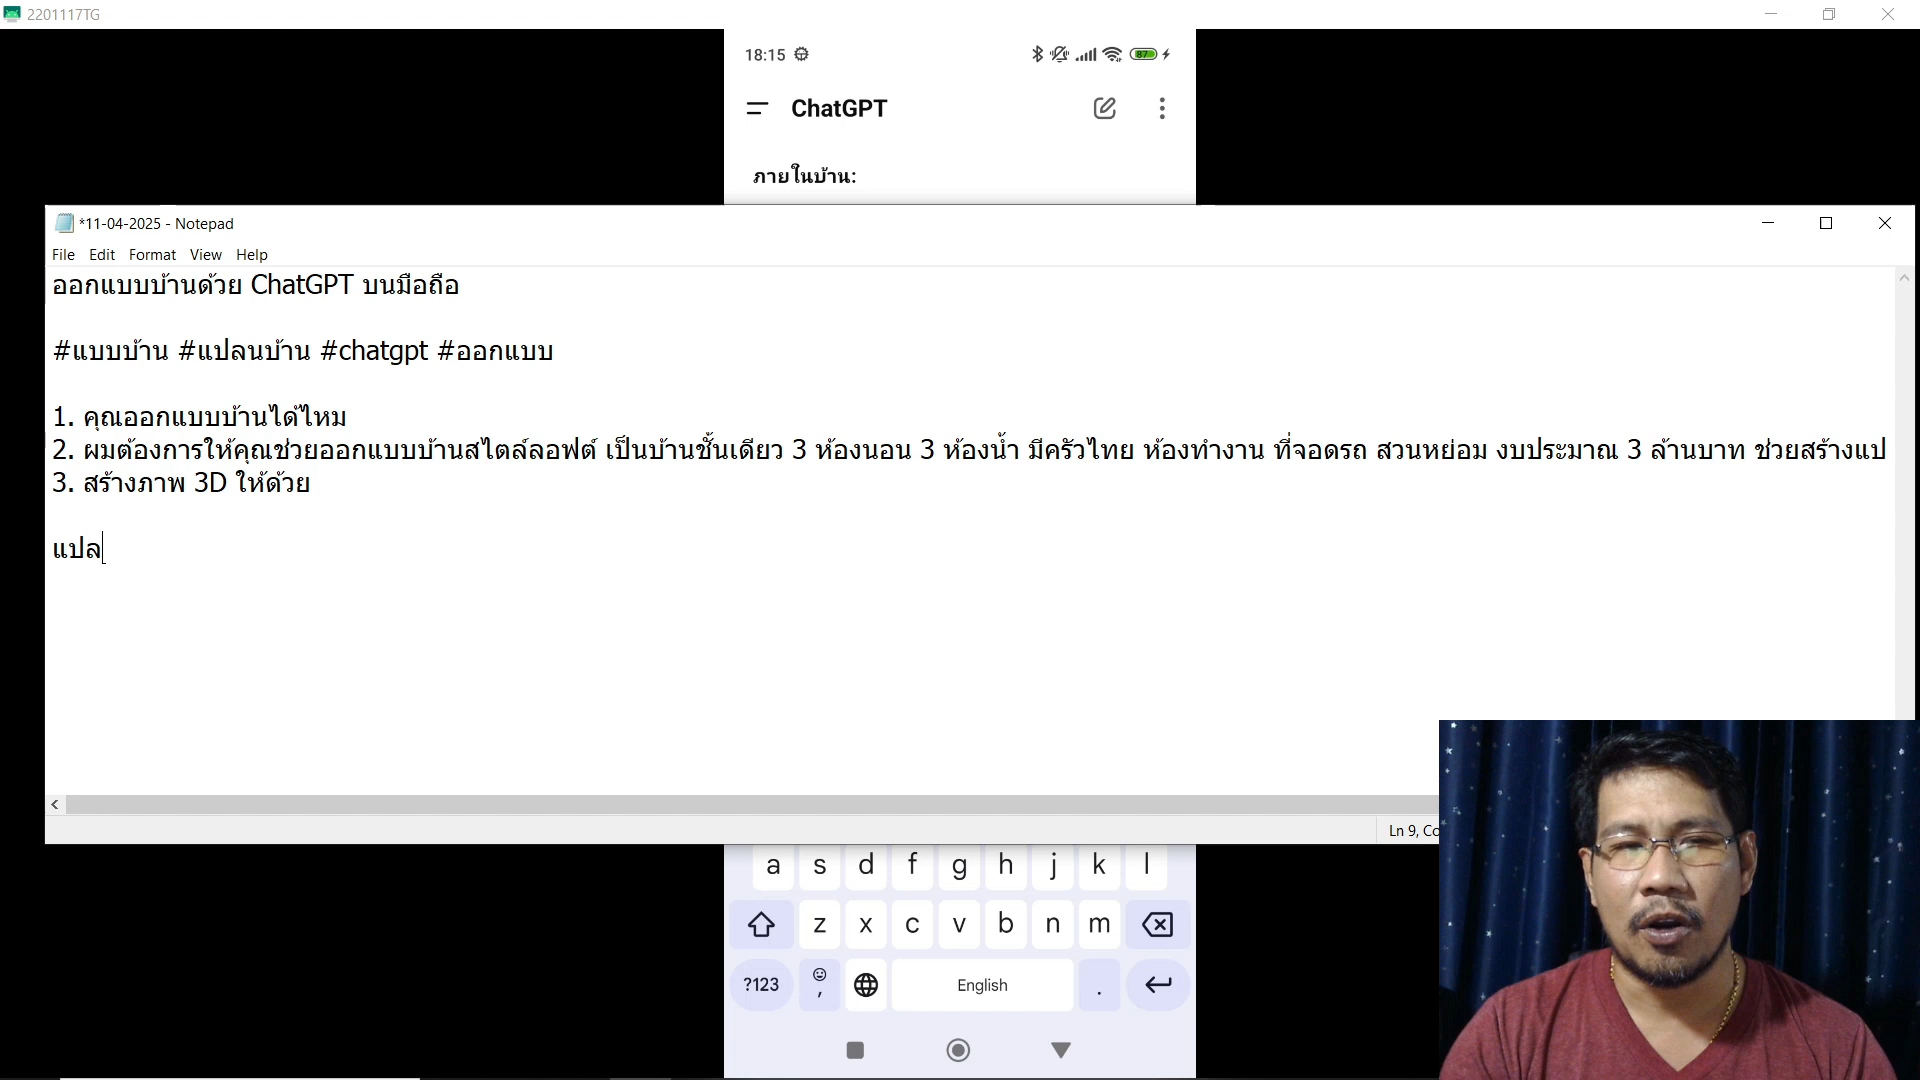 2201117TG
18:15
87
ChatGPT
ภายในบ้าน:
*11-04-2025 - Notepad
File Edit Format View Help
ออกแบบบ้านด้วย ChatGPT บนมือถือ
#แบบบ้าน #แปลนบ้าน #chatgpt #ออกแบบ
1. คุณออกแบบบ้านได้ไหม
2. ผมต้องการให้คุณช่วยออกแบบบ้านสไตล์ลอฟต์ เป็นบ้านชั้นเดียว 3 ห้องนอน 3 ห้องน้ำ มีครัวไทย ห้องทำงาน ที่จอดรถ สวนหย่อม งบประมาณ 3 ล้านบาท ช่วยสร้างแป
3. สร้างภาพ 3D ให้ด้วย
แปล
Ln 9, Co
a s d f g h j k l
z x c v b n m
?123 , English .